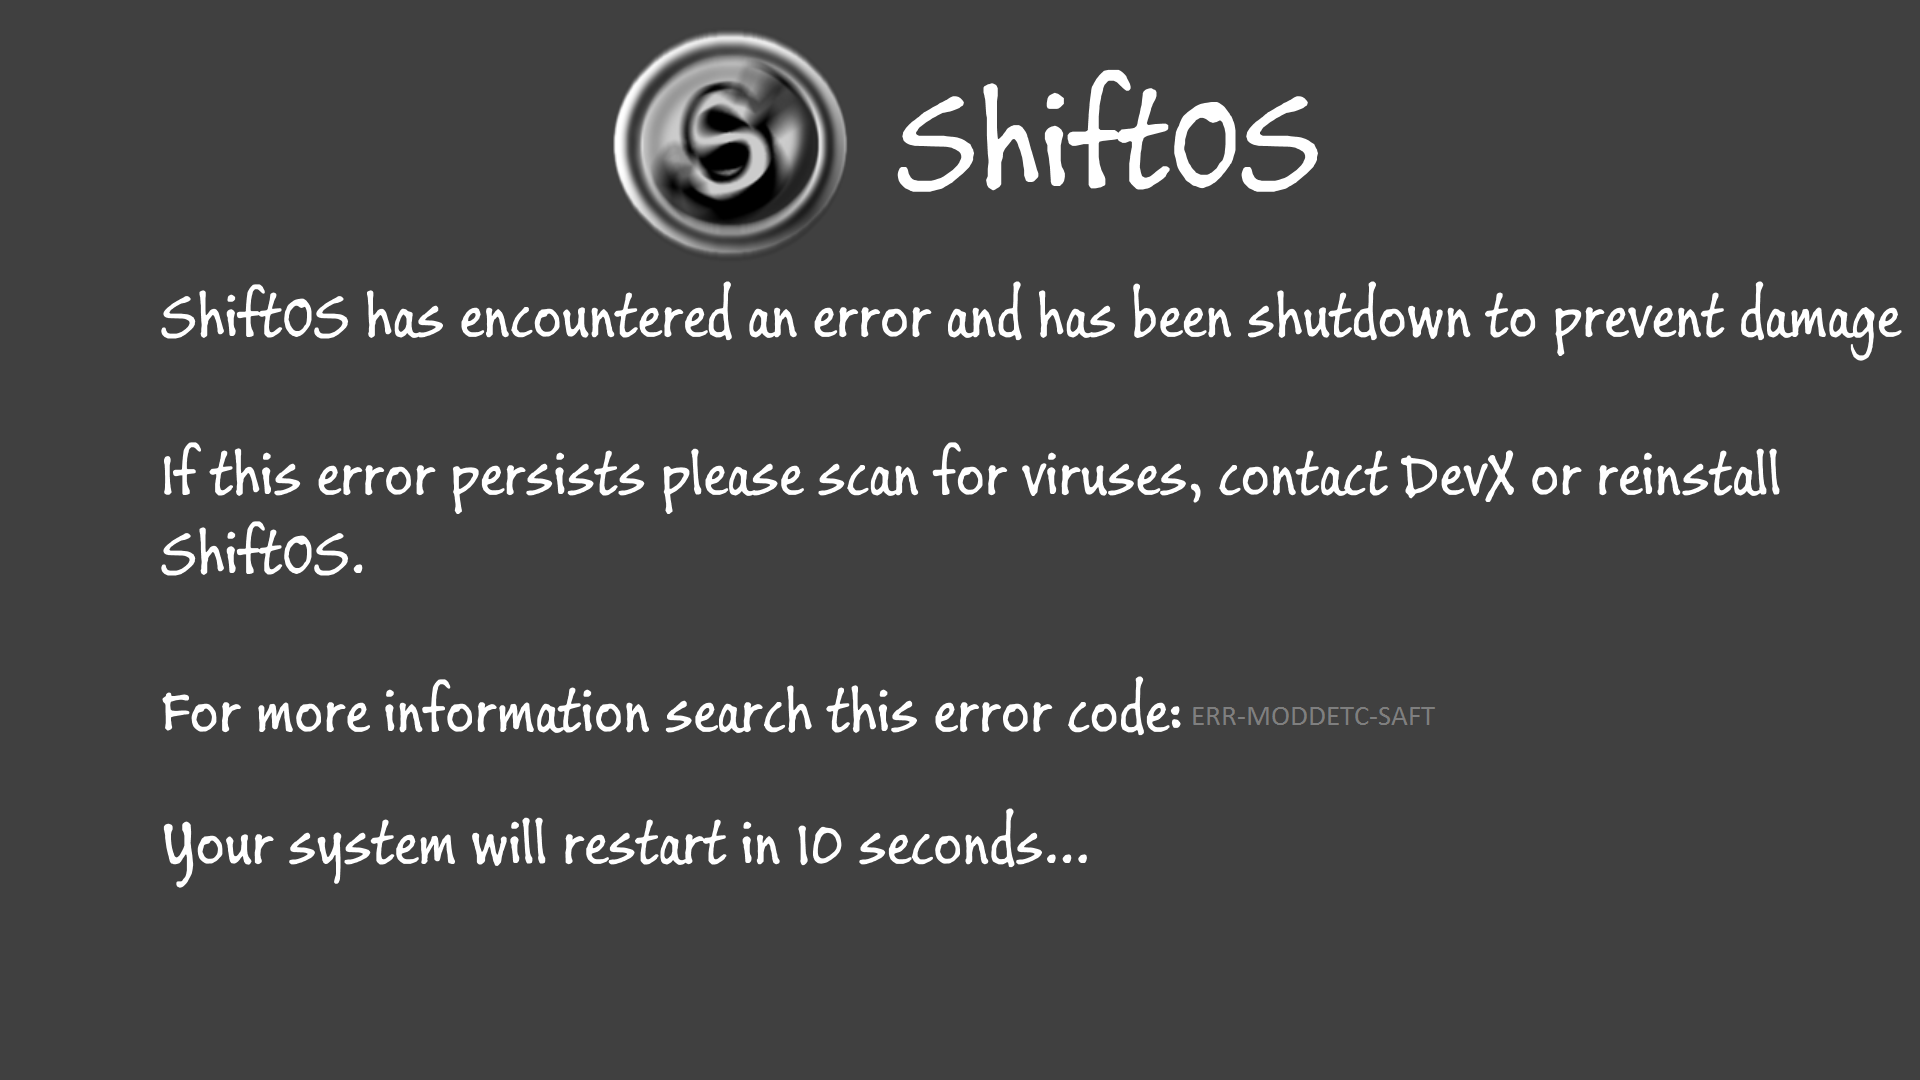 S
ShiftOS
ShiftOS has encountered an error and has been shutdown to prevent damage
If this error persists please scan for viruses, contact DevX or reinstall
ShiftOS.
For more information search this error code: ERR-MODDETC-SAFT
Your system will restart in 10 seconds...